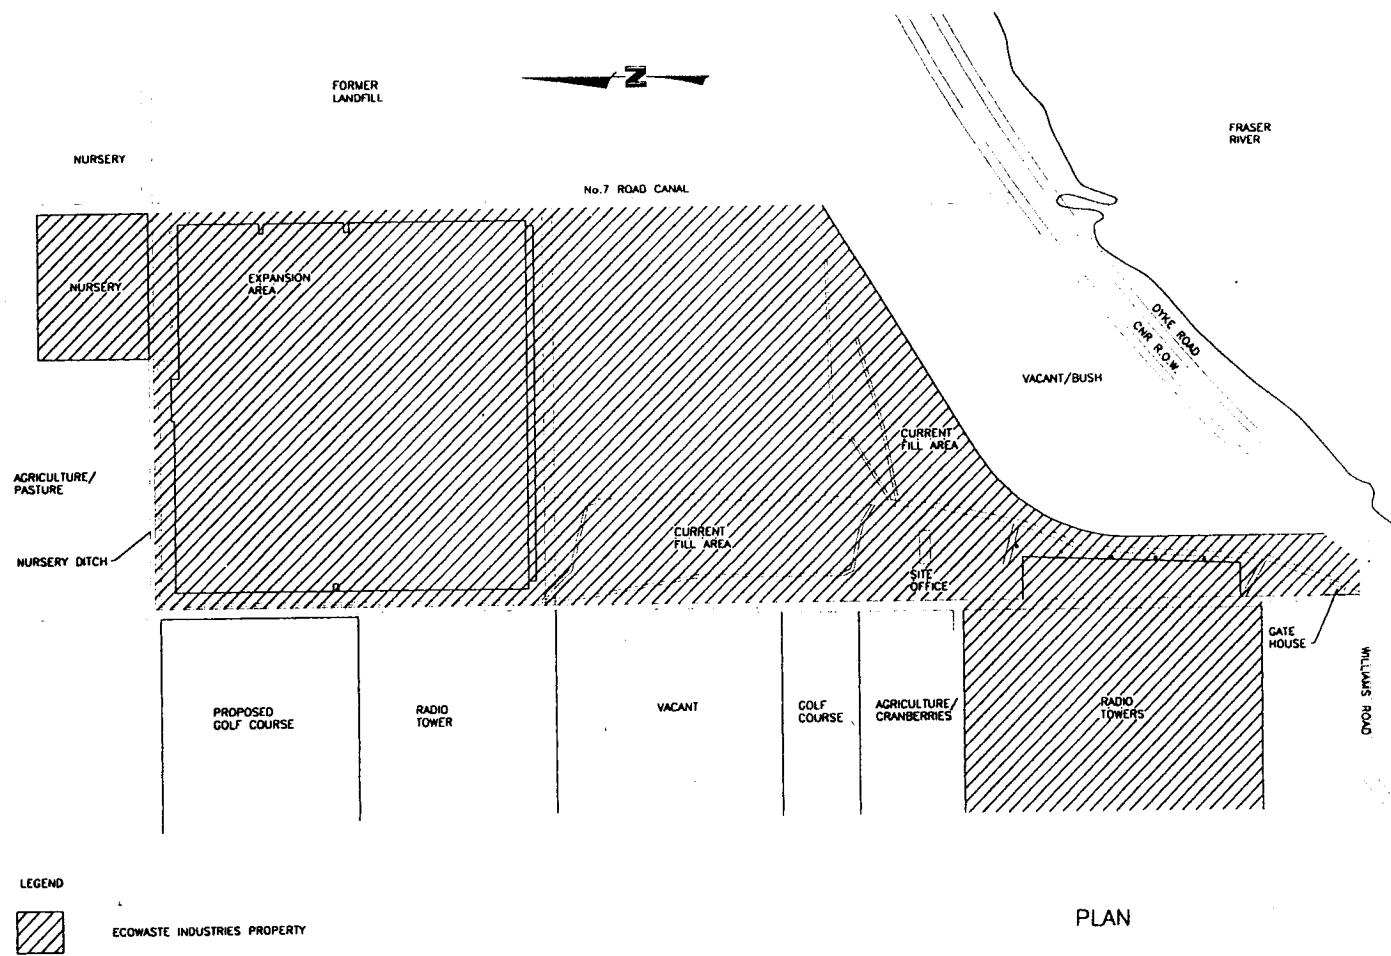 FORMER
LANDFILL
N
FRASER
RIVER
NURSERY
No.7 ROAD CANAL
NURSERY
EXPANSION
AREA
DYKE ROAD
CNR R.O.W.
VACANT/BUSH
CURRENT
FILL AREA
AGRICULTURE/
PASTURE
CURRENT
FILL AREA
NURSERY DITCH
SITE
OFFICE
GATE
HOUSE
WILLIAMS ROAD
PROPOSED
GOLF COURSE
RADIO
TOWER
VACANT
GOLF
COURSE
AGRICULTURE/
CRANBERRIES
RADIO
TOWERS
LEGEND
ECOWASTE INDUSTRIES PROPERTY
PLAN